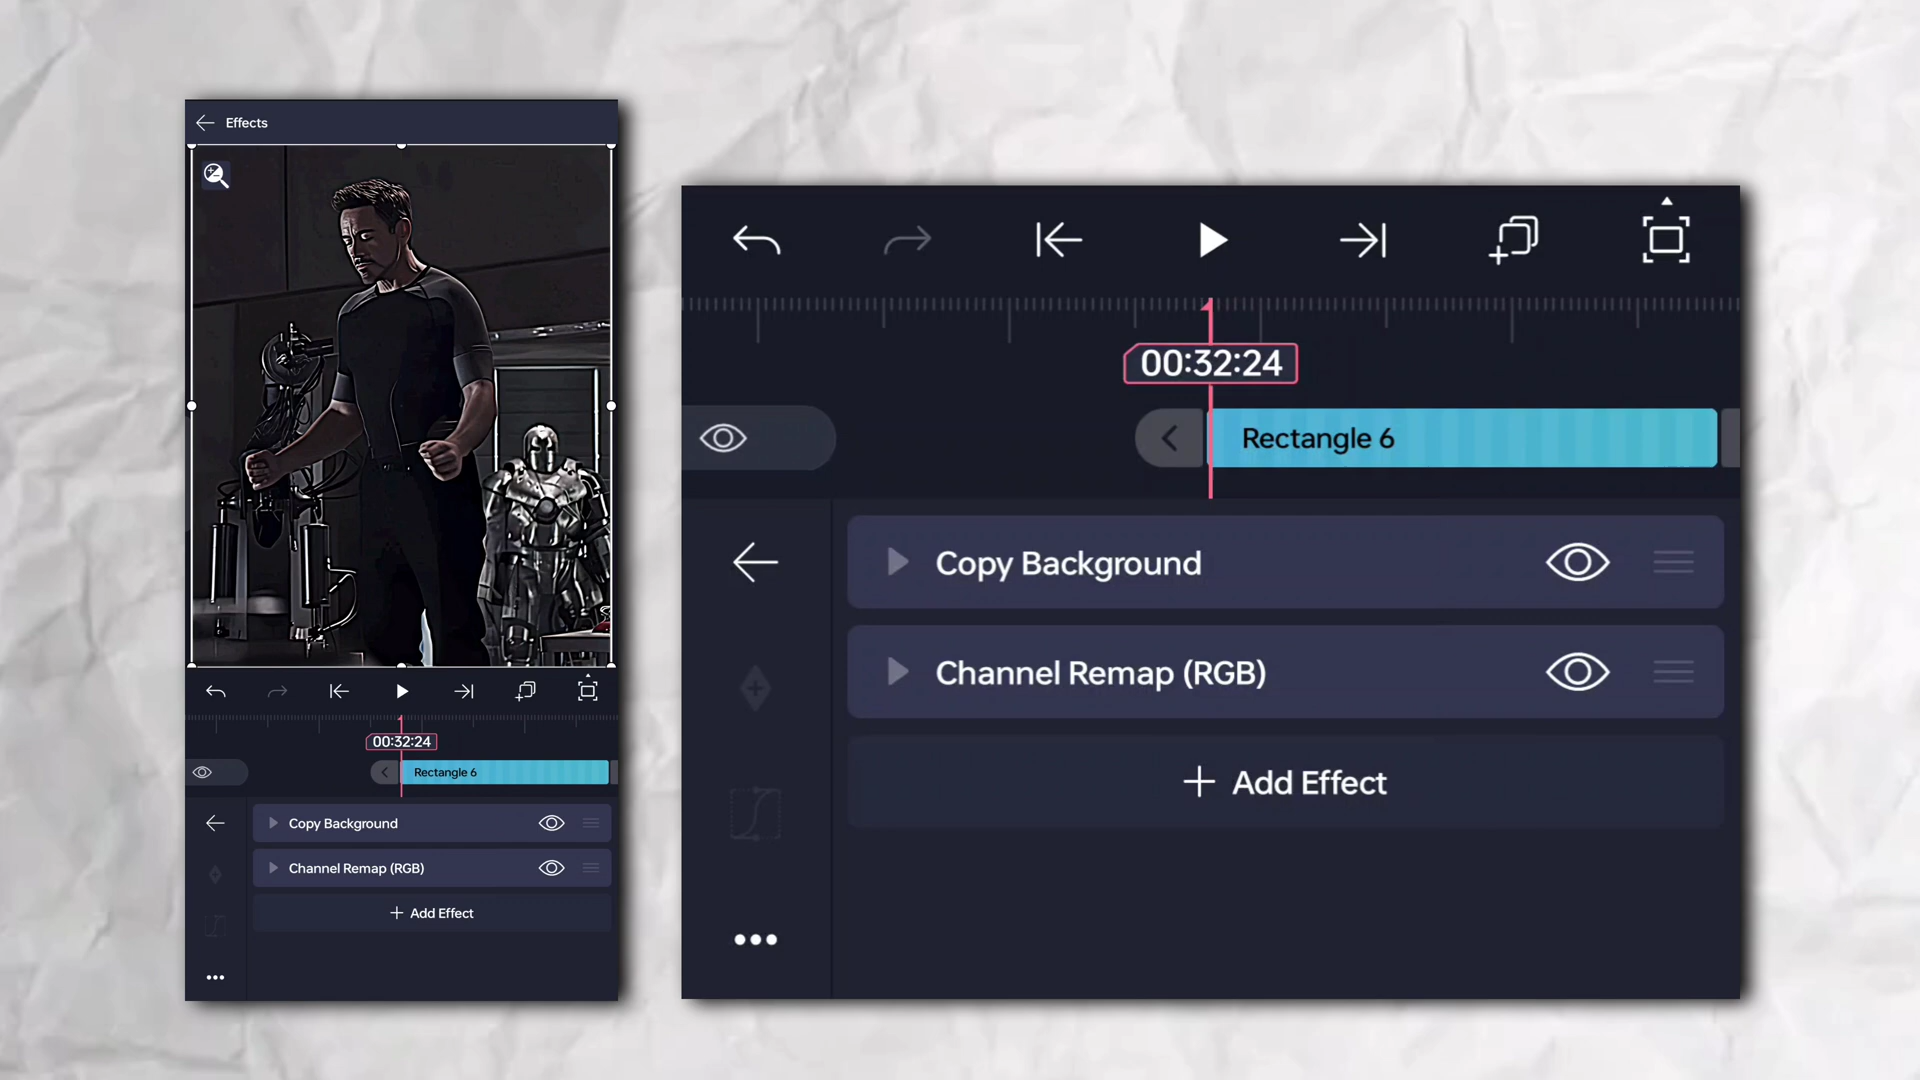 Effects
00:32:24
Rectangle 6
Copy Background
Channel Remap (RGB)
Add Effect
00:32:24
Rectangle 6
Copy Background
Channel Remap (RGB)
Add Effect